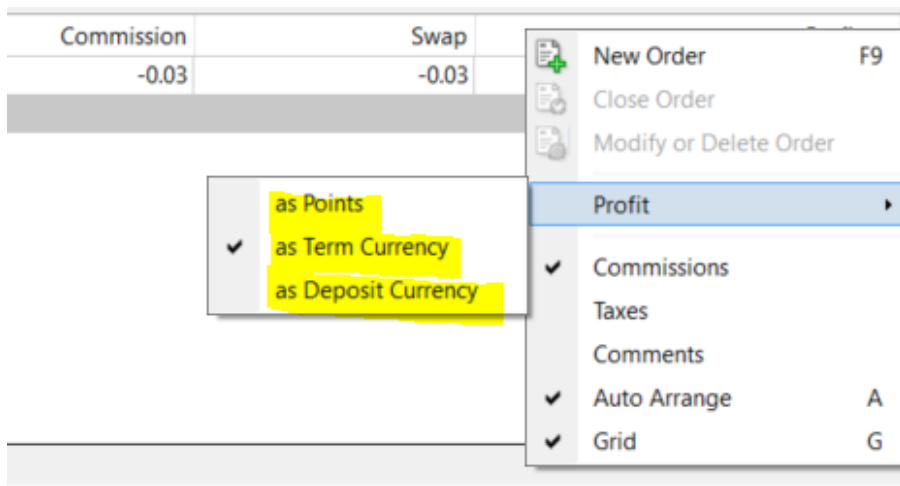 Commission Swap
-0.03 -0.03
New Order F9
Close Order
Modify or Delete Order
Profit
as Points
as Term Currency
as Deposit Currency
Commissions
Taxes
Comments
Auto Arrange A
Grid G